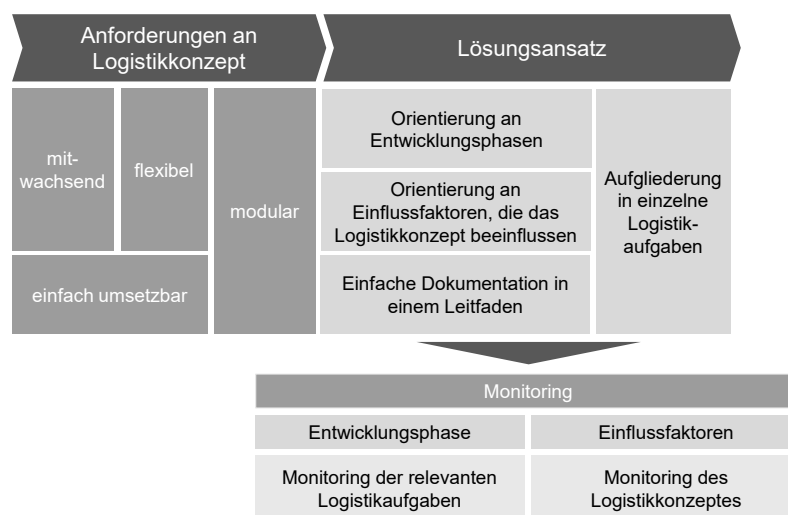 Anforderungen an
Logistikkonzept
Lösungsansatz
mit-
wachsend
flexibel
modular
einfach umsetzbar
Orientierung an
Entwicklungsphasen
Orientierung an
Einflussfaktoren, die das
Logistikkonzept beeinflussen
Einfache Dokumentation in
einem Leitfaden
Aufgliederung
in einzelne
Logistik-
aufgaben
Monitoring
Entwicklungsphase
Einflussfaktoren
Monitoring der relevanten
Logistikaufgaben
Monitoring des
Logistikkonzeptes